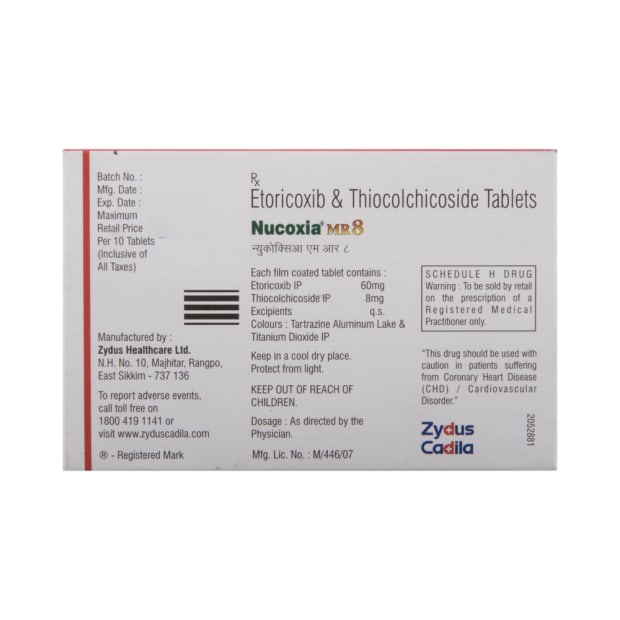 Batch No. :
Mfg. Date :
Exp. Date :
Maximum
Retail Price
Per 10 Tablets
(Inclusive of
All Taxes)
Manufactured by :
Zydus Healthcare Ltd.
N.H. No. 10, Majhitar, Rangpo,
East Sikkim - 737 136
To report adverse events,
call toll free on
1800 419 1141 or
visit www.zyduscadila.com
® - Registered Mark
Rx
Etoricoxib & Thiocolchicoside Tablets
Nucoxia® MR 8
न्युकोक्सिआ एम आर ८
Each film coated tablet contains :
Etoricoxib IP 60mg
Thiocolchicoside IP 8mg
Excipients q.s.
Colours : Tartrazine Aluminum Lake &
Titanium Dioxide IP
Keep in a cool dry place.
Protect from light.
KEEP OUT OF REACH OF
CHILDREN.
Dosage : As directed by the
Physician.
Mfg. Lic. No. : M/446/07
SCHEDULE H DRUG
Warning : To be sold by retail
on the prescription of a
Registered Medical
Practitioner only.
"This drug should be used with
caution in patients suffering
from Coronary Heart Disease
(CHD) / Cardiovascular
Disorder."
Zydus
Cadila
2052881